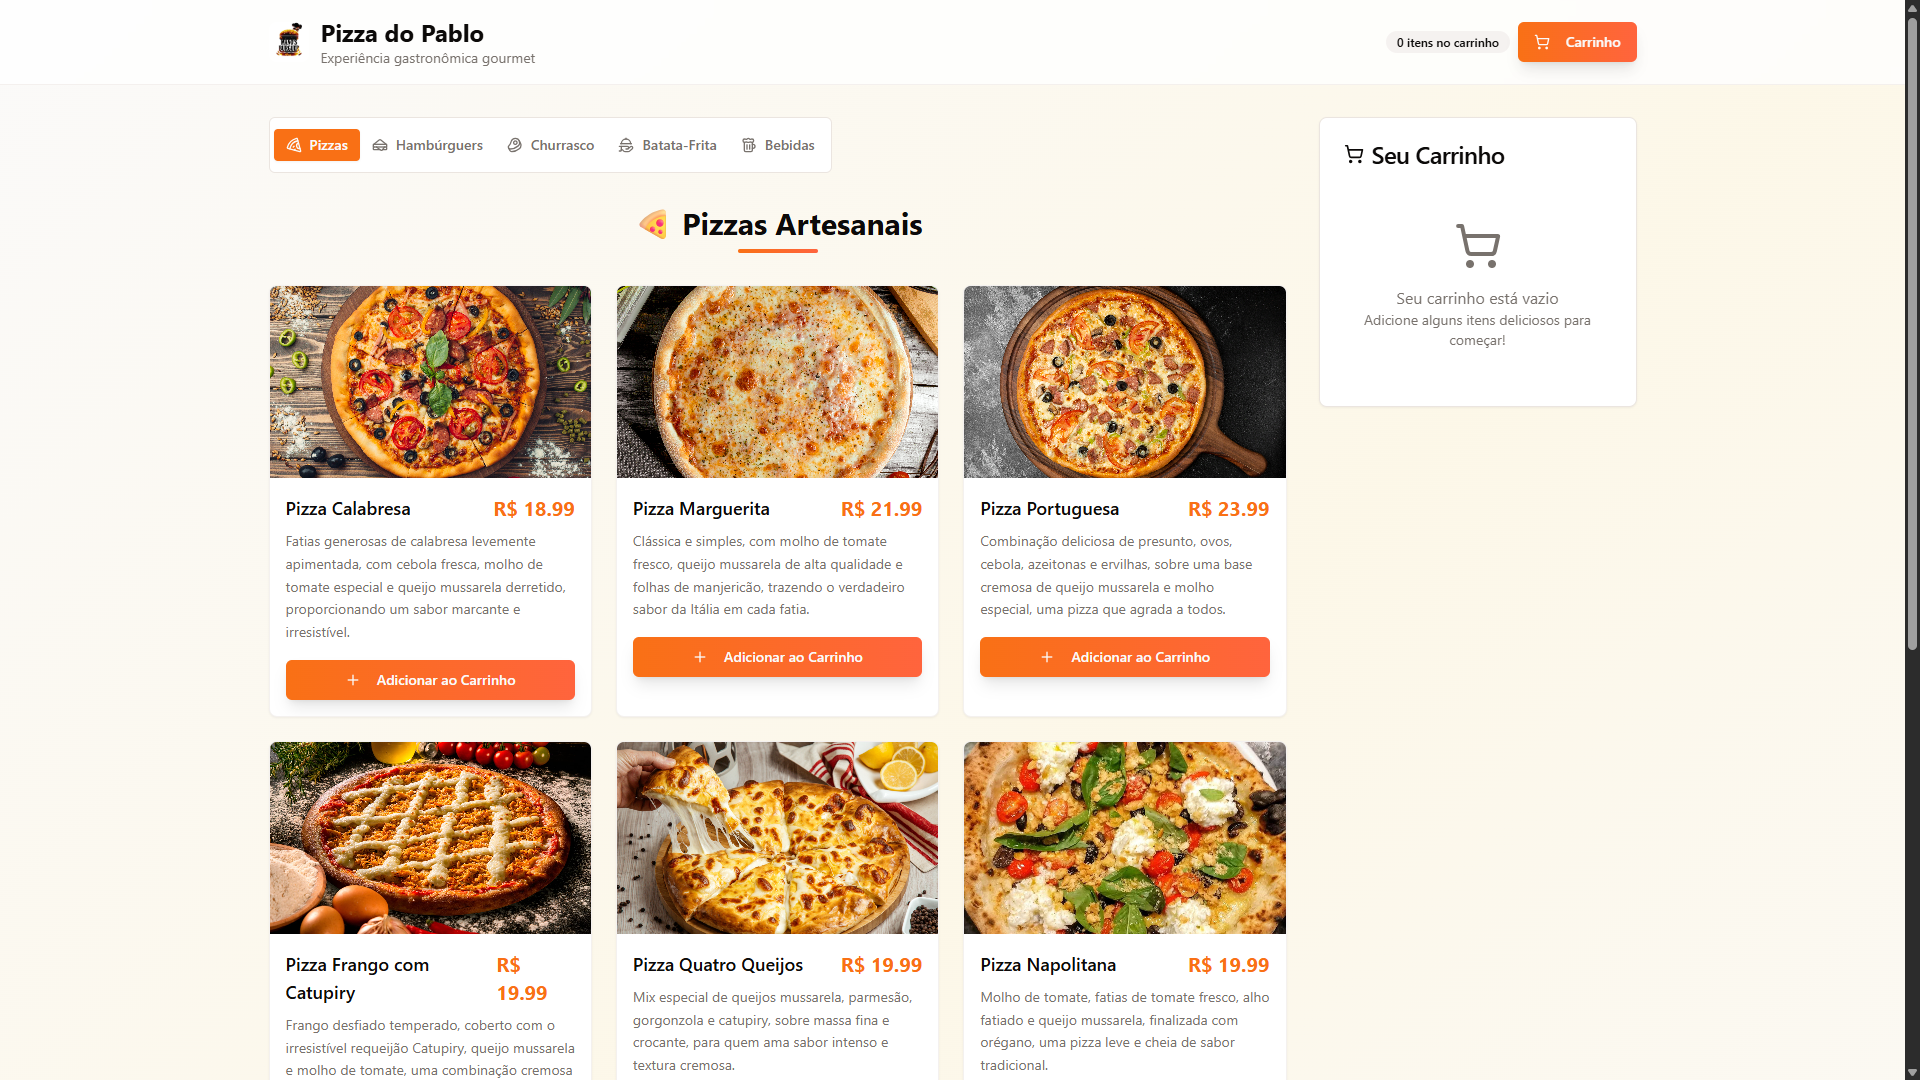 Pizza do Pablo
Experiência gastronômica gourmet
0 itens no carrinho
Carrinho
Pizzas
Hambúrguers
Churrasco
Batata-Frita
Bebidas
Seu Carrinho
Seu carrinho está vazio
Adicione alguns itens deliciosos para
começar!
Pizzas Artesanais
Pizza Calabresa
R$ 18.99
Fatias generosas de calabresa levemente
apimentada, com cebola fresca, molho de
tomate especial e queijo mussarela derretido,
proporcionando um sabor marcante e
irresistível.
Adicionar ao Carrinho
Pizza Marguerita
R$ 21.99
Clássica e simples, com molho de tomate
fresco, queijo mussarela de alta qualidade e
folhas de manjericão, trazendo o verdadeiro
sabor da Itália em cada fatia.
Adicionar ao Carrinho
Pizza Portuguesa
R$ 23.99
Combinação deliciosa de presunto, ovos,
cebola, azeitonas e ervilhas, sobre uma base
cremosa de queijo mussarela e molho
especial, uma pizza que agrada a todos.
Adicionar ao Carrinho
Pizza Frango com
Catupiry
R$
19.99
Frango desfiado temperado, coberto com o
irresistível requeijão Catupiry, queijo mussarela
e molho de tomate, uma combinação cremosa
Pizza Quatro Queijos
R$ 19.99
Mix especial de queijos mussarela, parmesão,
gorgonzola e catupiry, sobre massa fina e
crocante, para quem ama sabor intenso e
textura cremosa.
Pizza Napolitana
R$ 19.99
Molho de tomate, fatias de tomate fresco, alho
fatiado e queijo mussarela, finalizada com
orégano, uma pizza leve e cheia de sabor
tradicional.